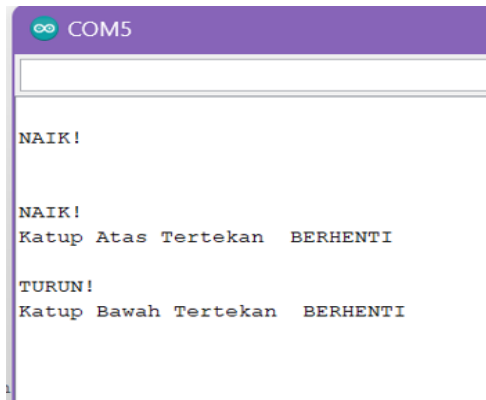 COM5
NAIK!
NAIK!
Katup Atas Tertekan  BERHENTI
TURUN!
Katup Bawah Tertekan  BERHENTI